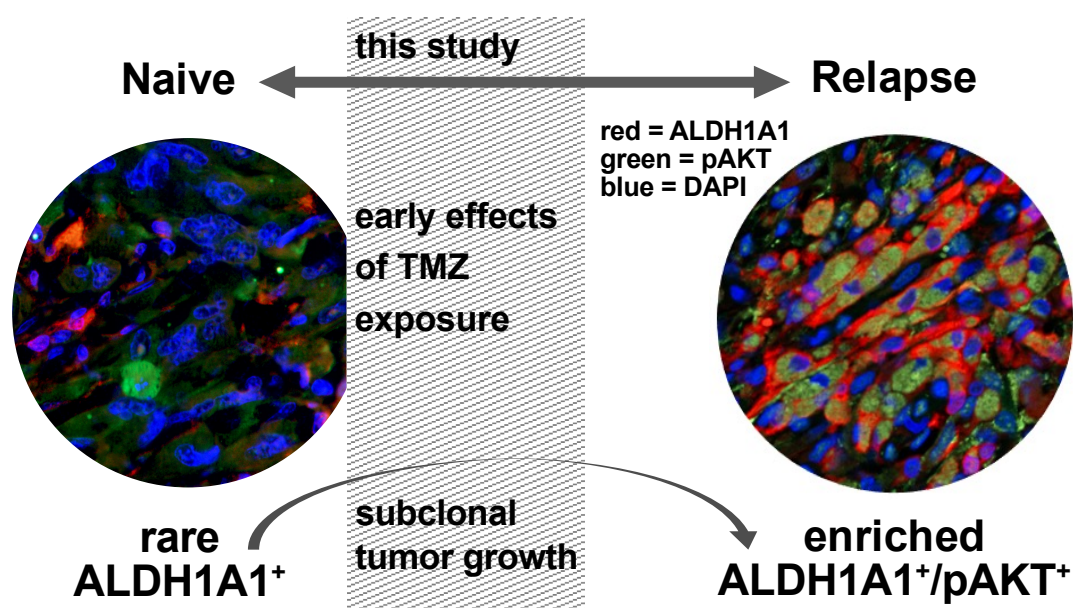 this study
Naive
Relapse
red = ALDH1A1
green = pAKT
blue = DAPI
early effects
of TMZ
exposure
subclonal
tumor growth
rare
ALDH1A1⁺
enriched
ALDH1A1⁺/pAKT⁺